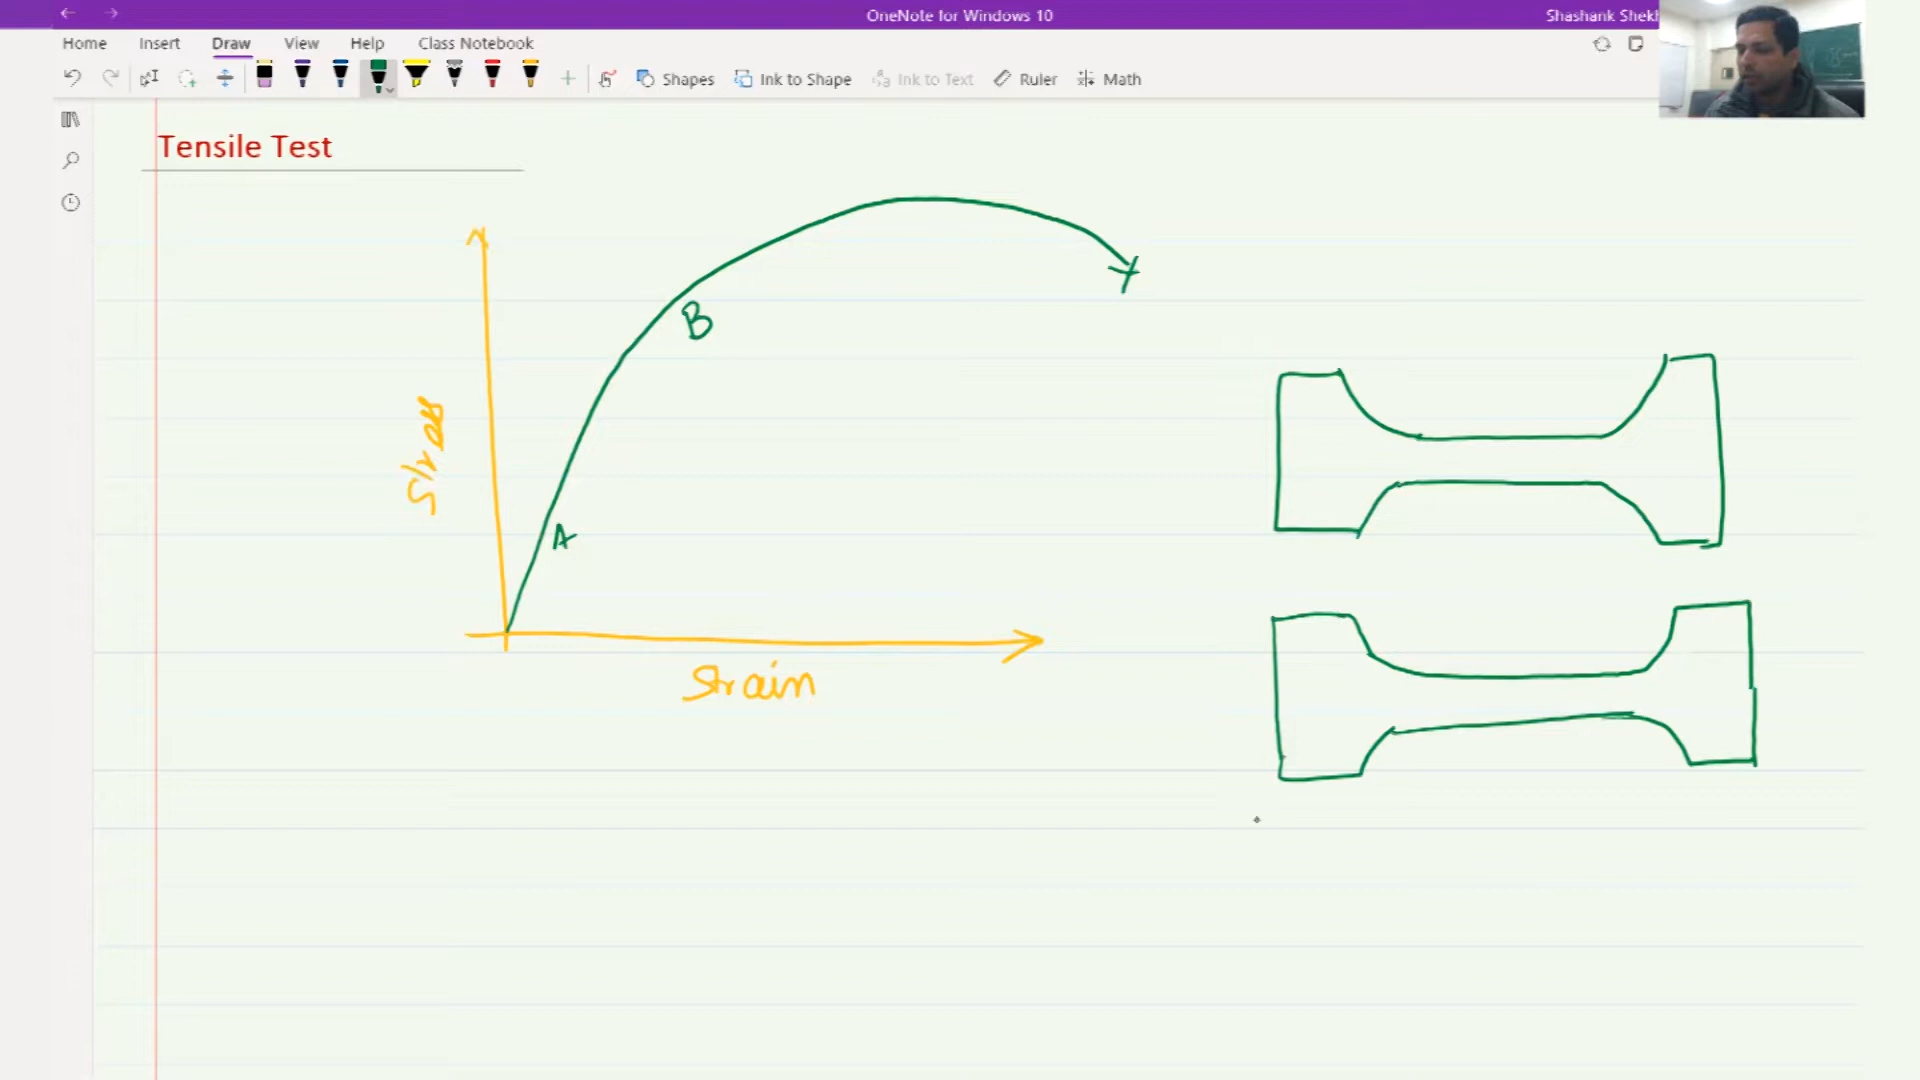 OneNote for Windows 10
Shashank Shekh
Home Insert Draw View Help Class Notebook
Shapes Ink to Shape Ink to Text Ruler Math
Tensile Test
B
Stress
A
Strain